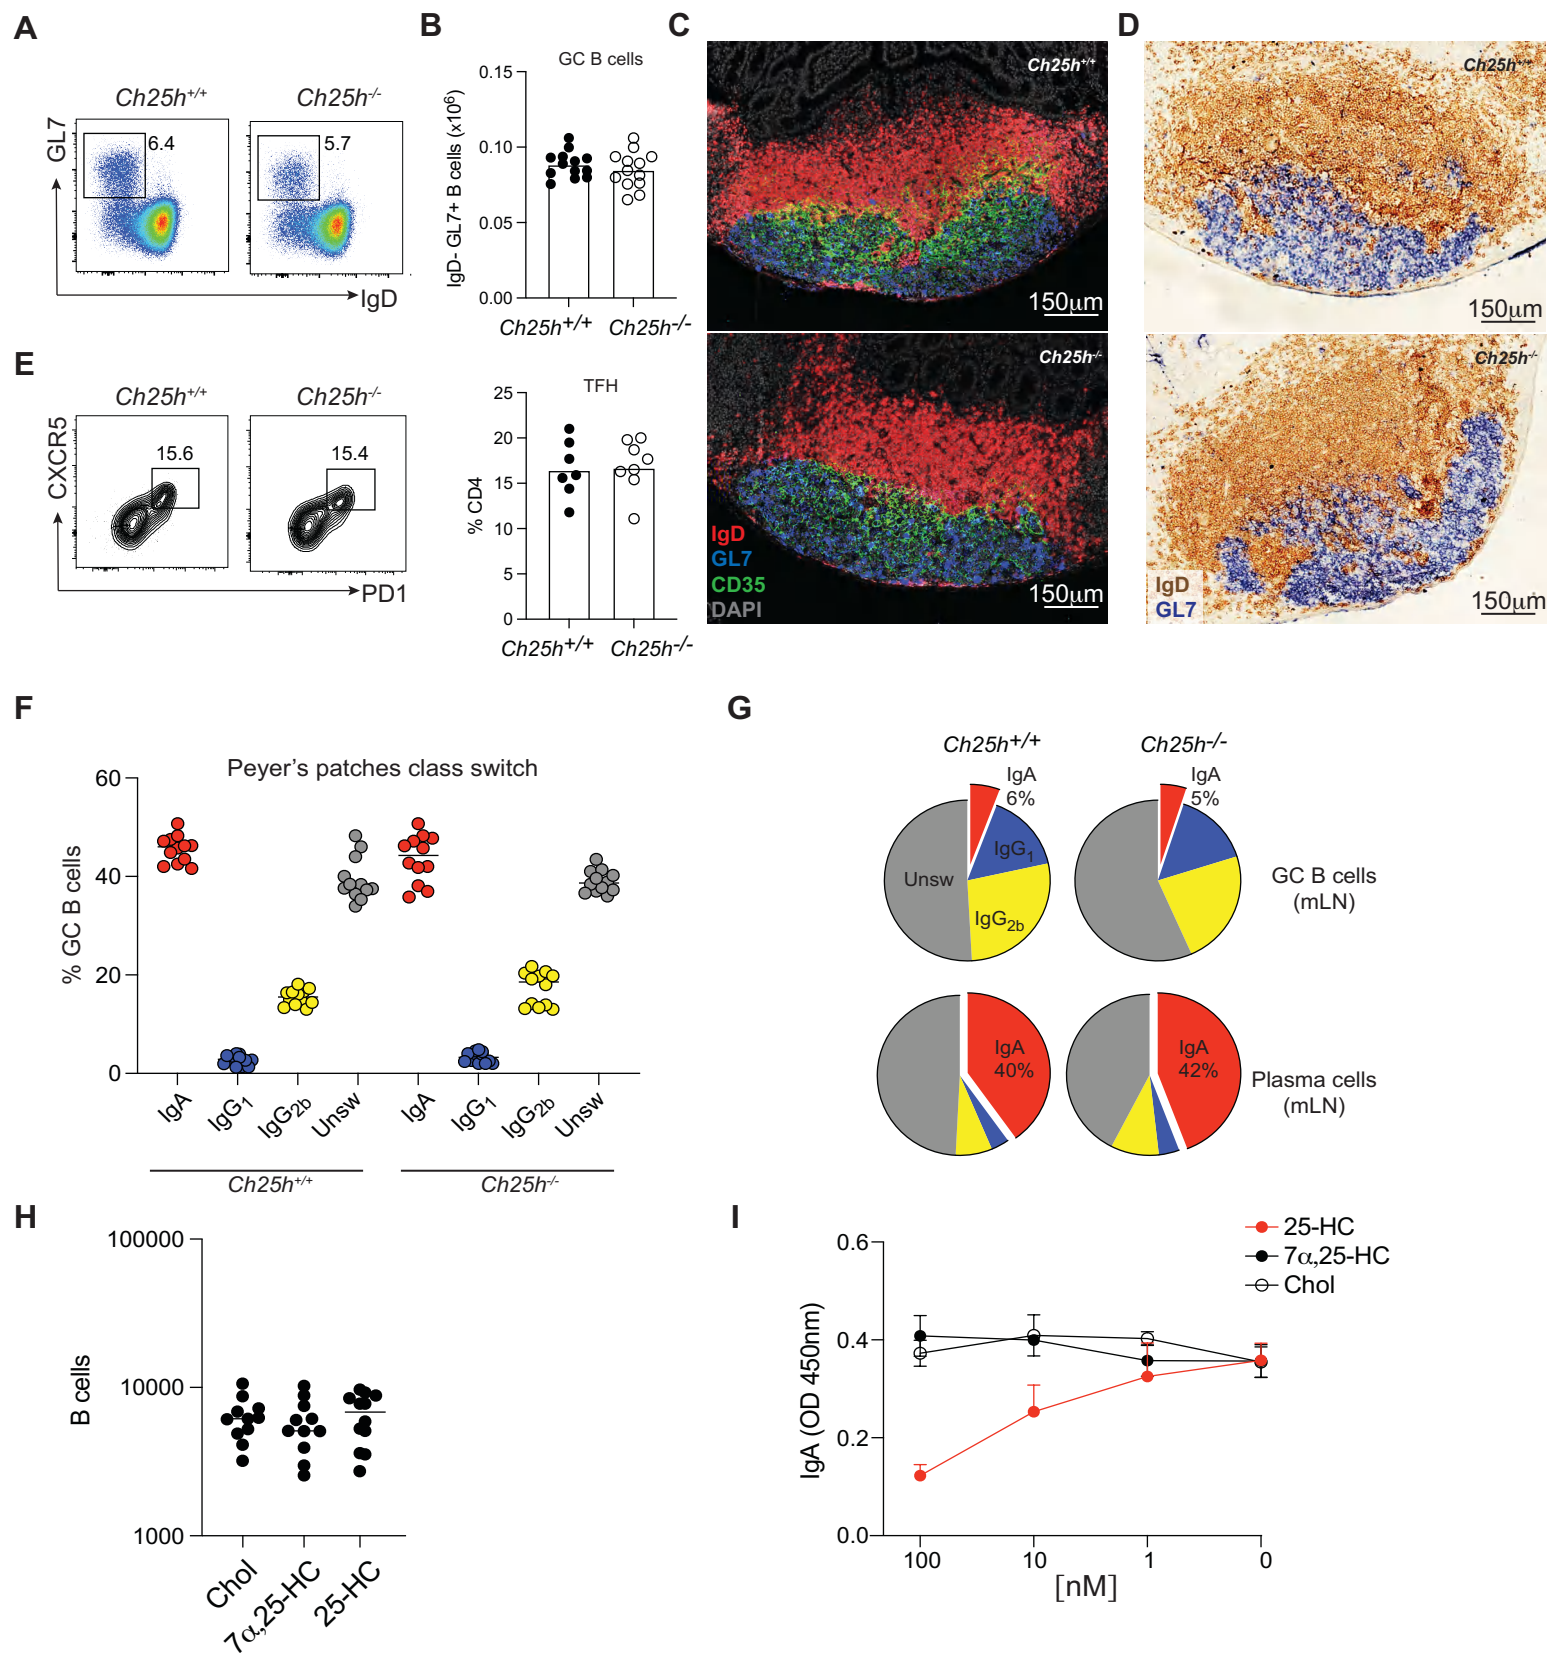 A
Ch25h+/+
Ch25h-/-
GL7
6.4
5.7
IgD
B
GC B cells
IgD- GL7+ B cells (x10⁶)
0.15
0.10
0.05
0.00
Ch25h+/+
Ch25h-/-
C
Ch25h+/+
150μm
Ch25h-/-
IgD
GL7
CD35
DAPI
150μm
D
Ch25h+/+
150μm
Ch25h-/-
IgD
GL7
150μm
E
Ch25h+/+
Ch25h-/-
CXCR5
15.6
15.4
PD1
TFH
% CD4
25
20
15
10
5
0
Ch25h+/+
Ch25h-/-
F
Peyer's patches class switch
% GC B cells
60
40
20
0
IgA
IgG₁
IgG₂b
Unsw
IgA
IgG₁
IgG₂b
Unsw
Ch25h+/+
Ch25h-/-
G
Ch25h+/+
Ch25h-/-
IgA
6%
IgG₁
Unsw
IgG₂b
IgA
5%
GC B cells
(mLN)
IgA
40%
IgA
42%
Plasma cells
(mLN)
H
B cells
100000
10000
1000
Chol
7α,25-HC
25-HC
I
25-HC
7α,25-HC
Chol
IgA (OD 450nm)
0.6
0.4
0.2
0.0
100
10
1
0
[nM]